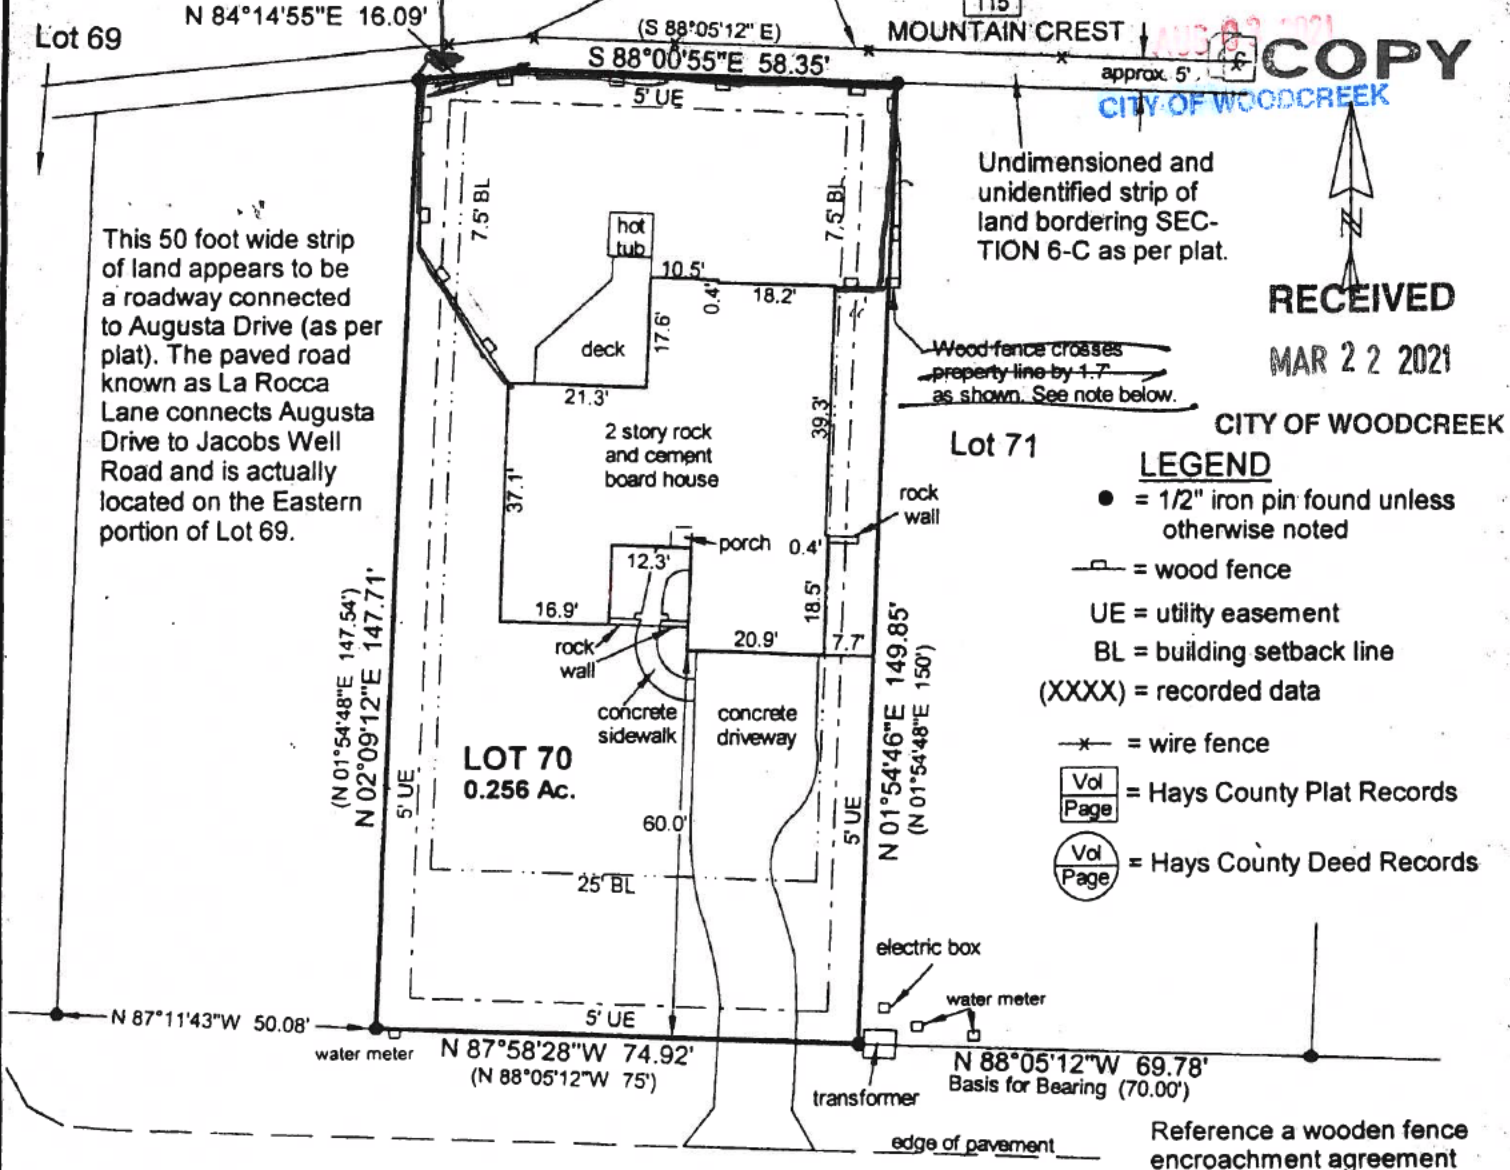 N 84°14'55"E 16.09'
Lot 69
(S 88°05'12" E)
S 88°00'55"E 58.35'
115
MOUNTAIN CREST
AUG 03 2021
COPY
approx. 5'
CITY OF WOODCREEK
5' UE
7.5' BL
7.5' BL
Undimensioned and
unidentified strip of
land bordering SEC-
TION 6-C as per plat.
N
RECEIVED
MAR 22 2021
CITY OF WOODCREEK
This 50 foot wide strip
of land appears to be
a roadway connected
to Augusta Drive (as per
plat). The paved road
known as La Rocca
Lane connects Augusta
Drive to Jacobs Well
Road and is actually
located on the Eastern
portion of Lot 69.
hot
tub
10.5'
0.4'
18.2'
17.6'
deck
21.3'
Wood fence crosses
property line by 1.7'
as shown. See note below.
39.3'
2 story rock
and cement
board house
37.1'
Lot 71
LEGEND
= 1/2" iron pin found unless
otherwise noted
= wood fence
UE = utility easement
BL = building setback line
(XXXX) = recorded data
= wire fence
Vol
Page
= Hays County Plat Records
Vol
Page
= Hays County Deed Records
rock
wall
porch
0.4'
12.3'
18.5'
16.9'
rock
wall
20.9'
7.7'
concrete
sidewalk
concrete
driveway
(N 01°54'48"E 147.54')
N 02°09'12"E 147.71'
N 01°54'46"E 149.85'
(N 01°54'48"E 150')
LOT 70
0.256 Ac.
5' UE
60.0'
5' UE
25' BL
electric box
water meter
N 87°11'43"W 50.08'
5' UE
water meter
N 87°58'28"W 74.92'
(N 88°05'12"W 75')
N 88°05'12"W 69.78'
Basis for Bearing (70.00')
transformer
edge of pavement
Reference a wooden fence
encroachment agreement